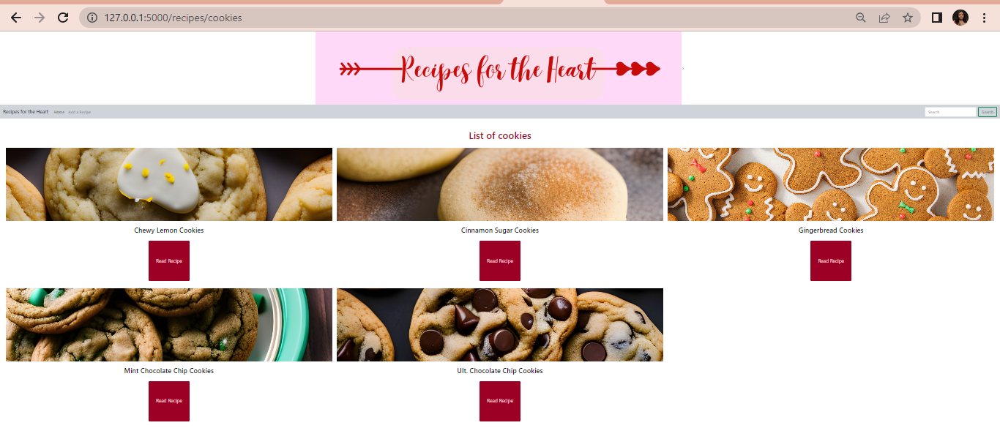 127.0.0.1:5000/recipes/cookies
Recipes for the Heart
Recipes for the Heart Home Add a Recipe Search Search
List of cookies
Chewy Lemon Cookies Cinnamon Sugar Cookies Gingerbread Cookies
Read Recipe Read Recipe Read Recipe
Mint Chocolate Chip Cookies Ult. Chocolate Chip Cookies
Read Recipe Read Recipe